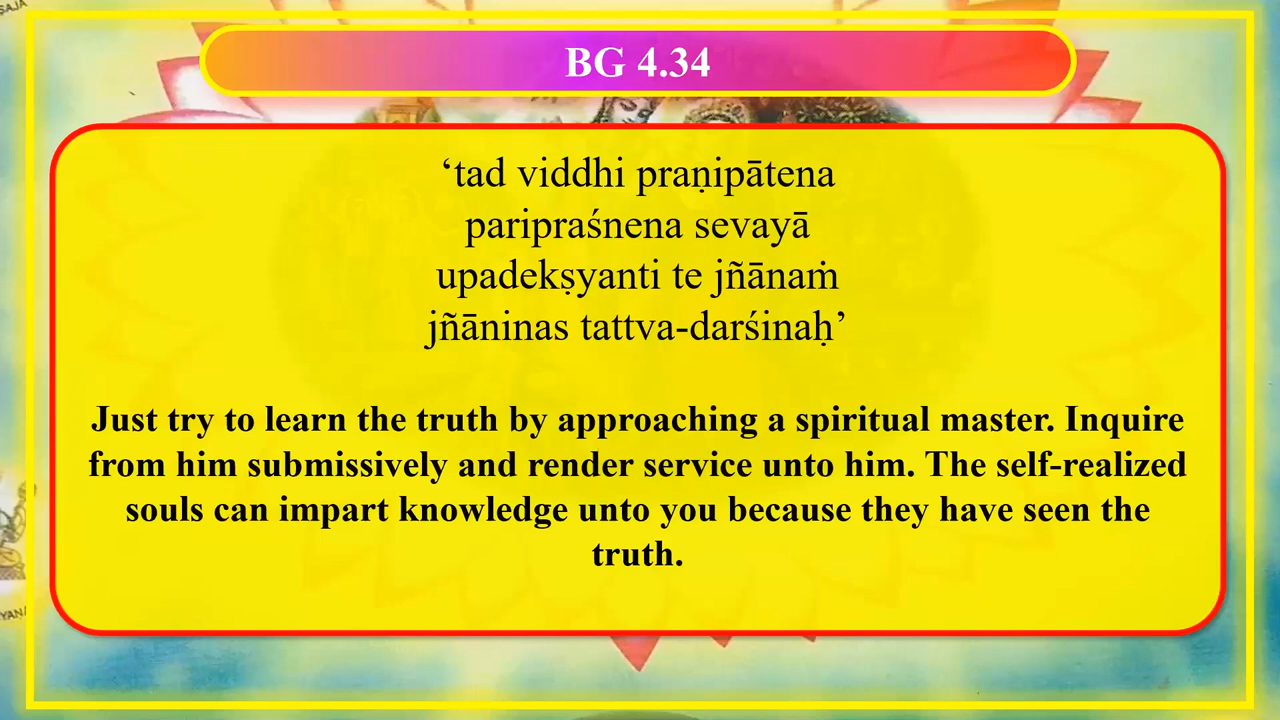 BG 4.34
‘tad viddhi praṇipātena
paripraśnena sevayā
upadekṣyanti te jñānaṁ
jñāninas tattva-darśinaḥ’
Just try to learn the truth by approaching a spiritual master. Inquire
from him submissively and render service unto him. The self-realized
souls can impart knowledge unto you because they have seen the
truth.